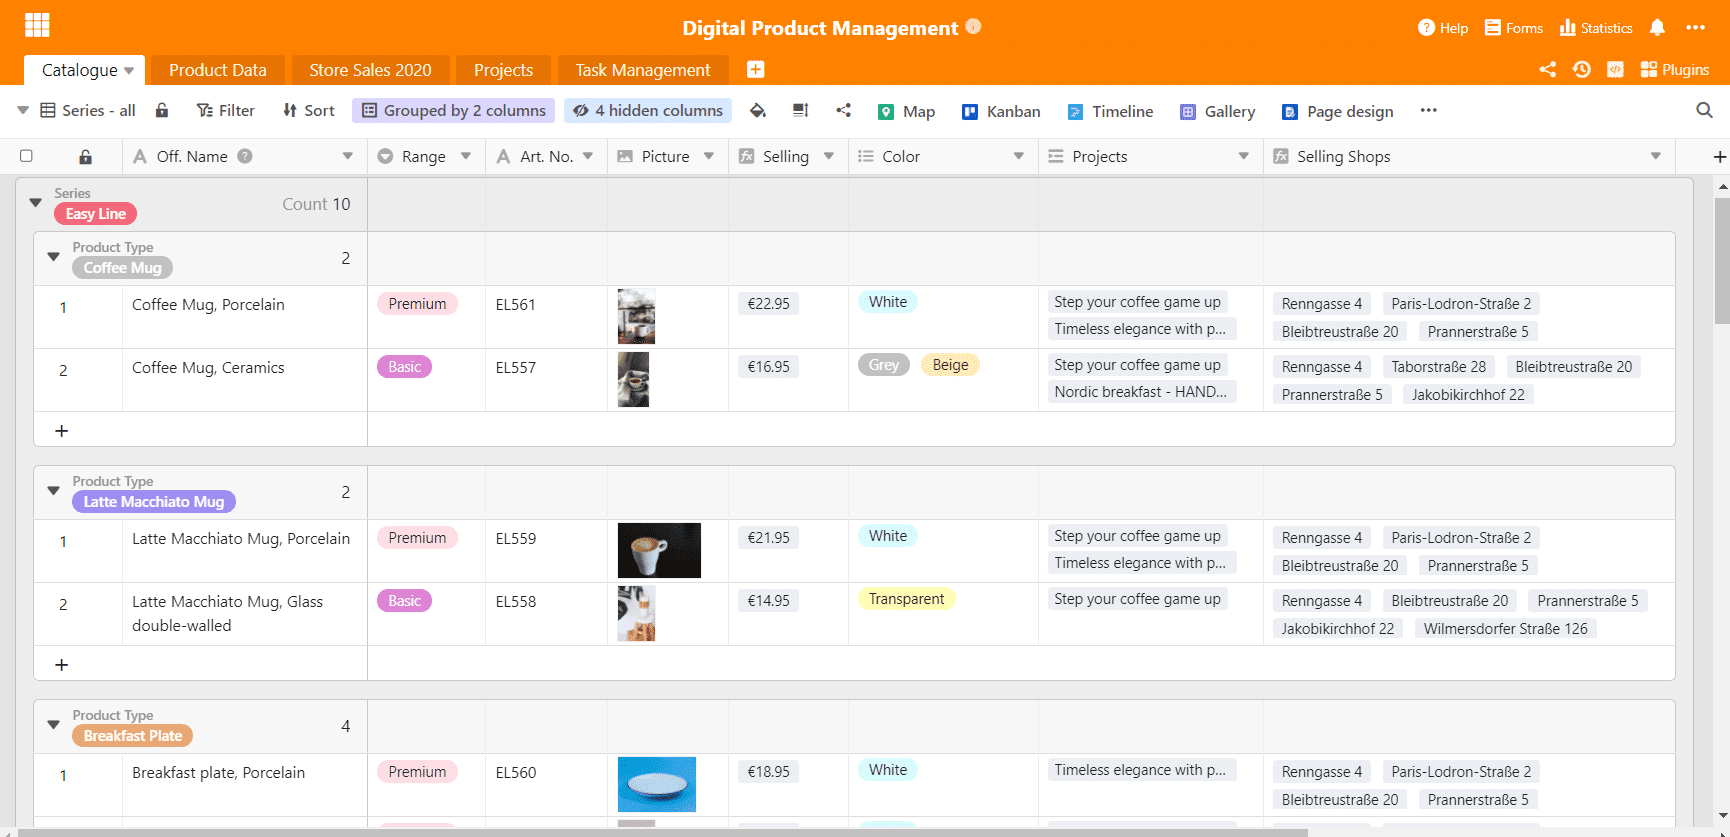 Digital Product Management
Help Forms Statistics
Catalogue Product Data Store Sales 2020 Projects Task Management
Plugins
Series - all Filter Sort Grouped by 2 columns 4 hidden columns Map Kanban Timeline Gallery Page design
Off. Name Range Art. No. Picture Selling Color Projects Selling Shops
Series
Easy Line Count 10
Product Type
Coffee Mug 2
1 Coffee Mug, Porcelain Premium EL561 €22.95 White Step your coffee game up Renngasse 4 Paris-Lodron-Straße 2
Timeless elegance with p... Bleibtreustraße 20 Prannerstraße 5
2 Coffee Mug, Ceramics Basic EL557 €16.95 Grey Beige Step your coffee game up Renngasse 4 Taborstraße 28 Bleibtreustraße 20
Nordic breakfast - HAND... Prannerstraße 5 Jakobikirchhof 22
+
Product Type
Latte Macchiato Mug 2
1 Latte Macchiato Mug, Porcelain Premium EL559 €21.95 White Step your coffee game up Renngasse 4 Paris-Lodron-Straße 2
Timeless elegance with p... Bleibtreustraße 20 Prannerstraße 5
2 Latte Macchiato Mug, Glass Basic EL558 €14.95 Transparent Step your coffee game up Renngasse 4 Bleibtreustraße 20 Prannerstraße 5
double-walled Jakobikirchhof 22 Wilmersdorfer Straße 126
+
Product Type
Breakfast Plate 4
1 Breakfast plate, Porcelain Premium EL560 €18.95 White Timeless elegance with p... Renngasse 4 Paris-Lodron-Straße 2
Bleibtreustraße 20 Prannerstraße 5